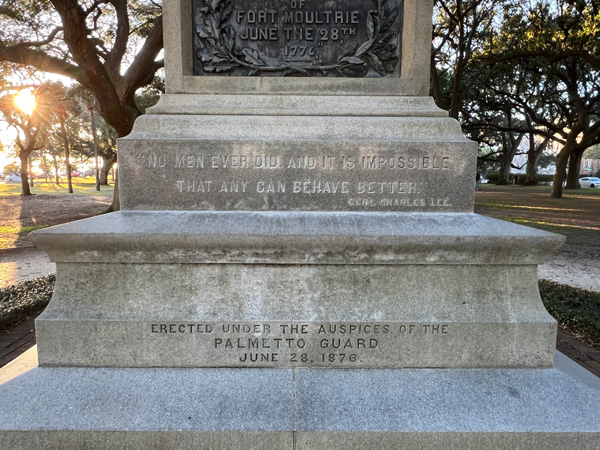 OF
FORT MOULTRIE
JUNE THE 28TH
1776"
"NO MEN EVER DID, AND IT IS IMPOSSIBLE
THAT ANY CAN BEHAVE BETTER."
GENL CHARLES LEE.
ERECTED UNDER THE AUSPICES OF THE
PALMETTO GUARD
JUNE 28, 1876